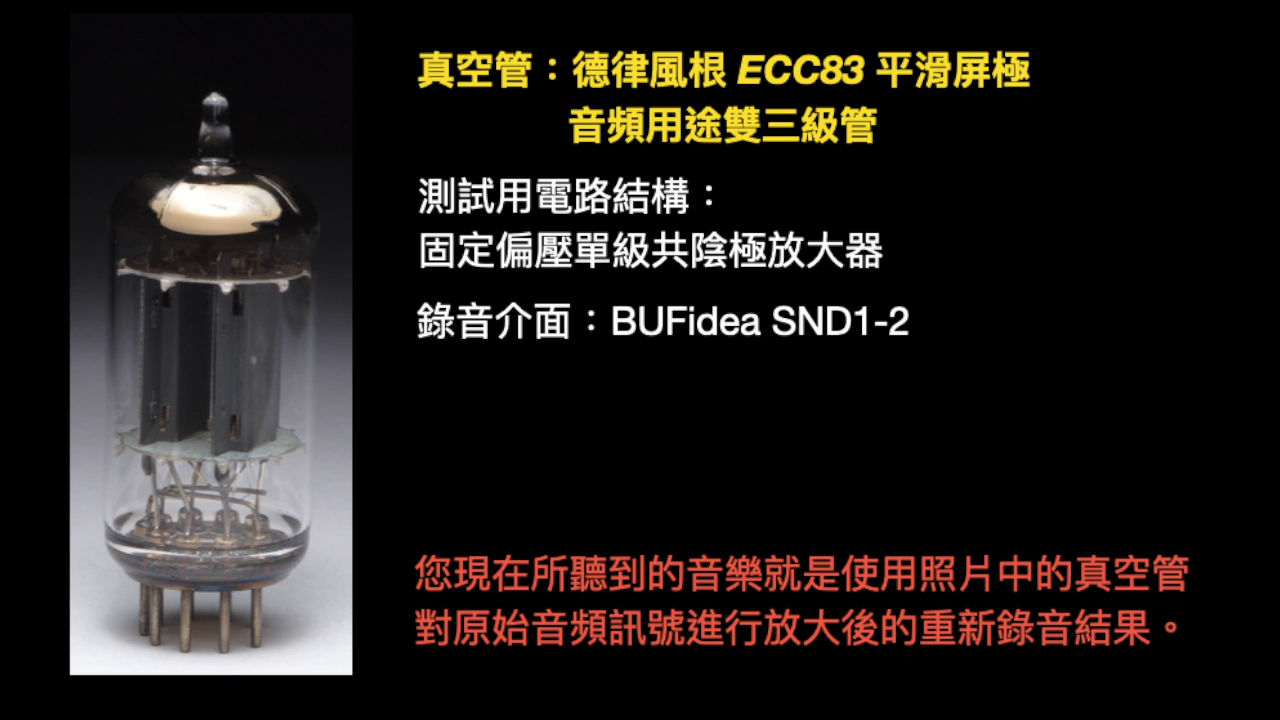 真空管：德律風根 ECC83 平滑屏極
音頻用途雙三級管
測試用電路結構：
固定偏壓單級共陰極放大器
錄音介面：BUFidea SND1-2
您現在所聽到的音樂就是使用照片中的真空管
對原始音頻訊號進行放大後的重新錄音結果。